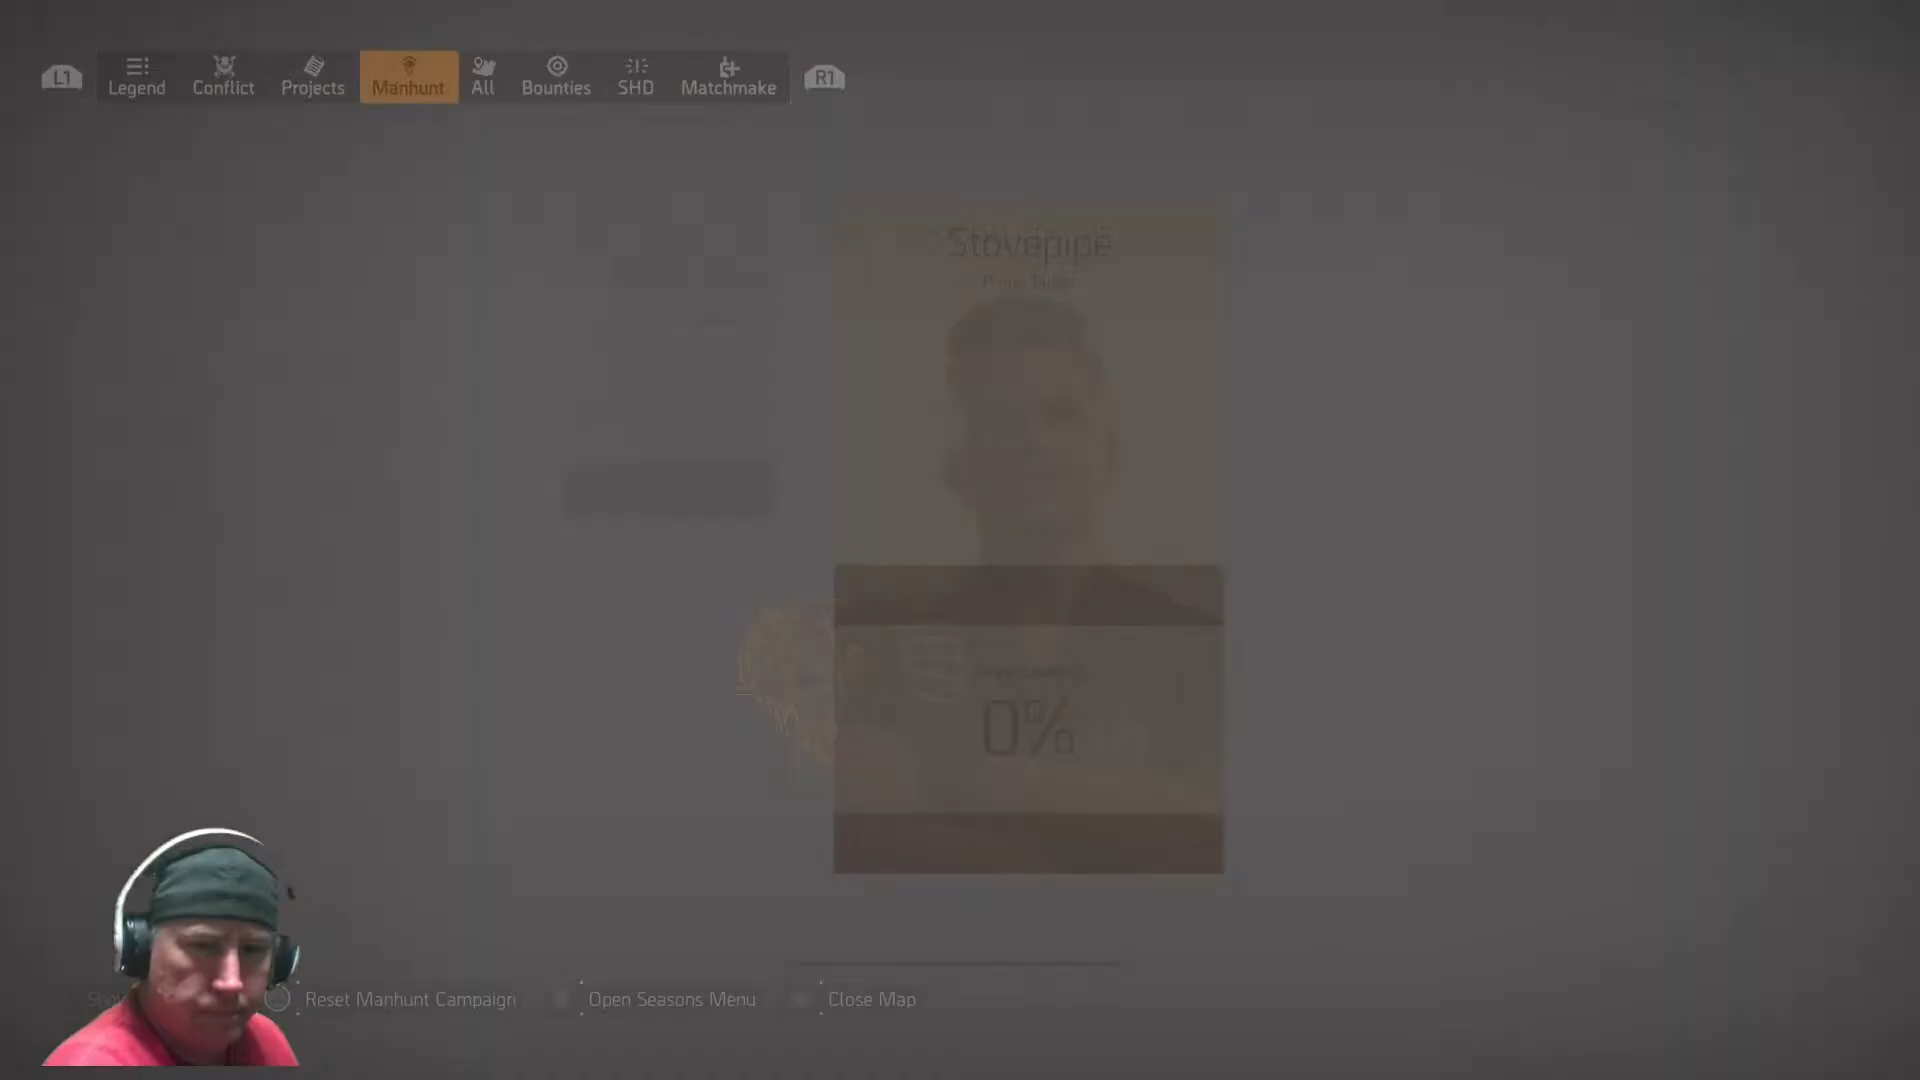 L1
Legend
Conflict
Projects
Manhunt
All
Bounties
SHD
Matchmake
R1
Stovepipe
0%
Reset Manhunt Campaign
Open Seasons Menu
Close Map